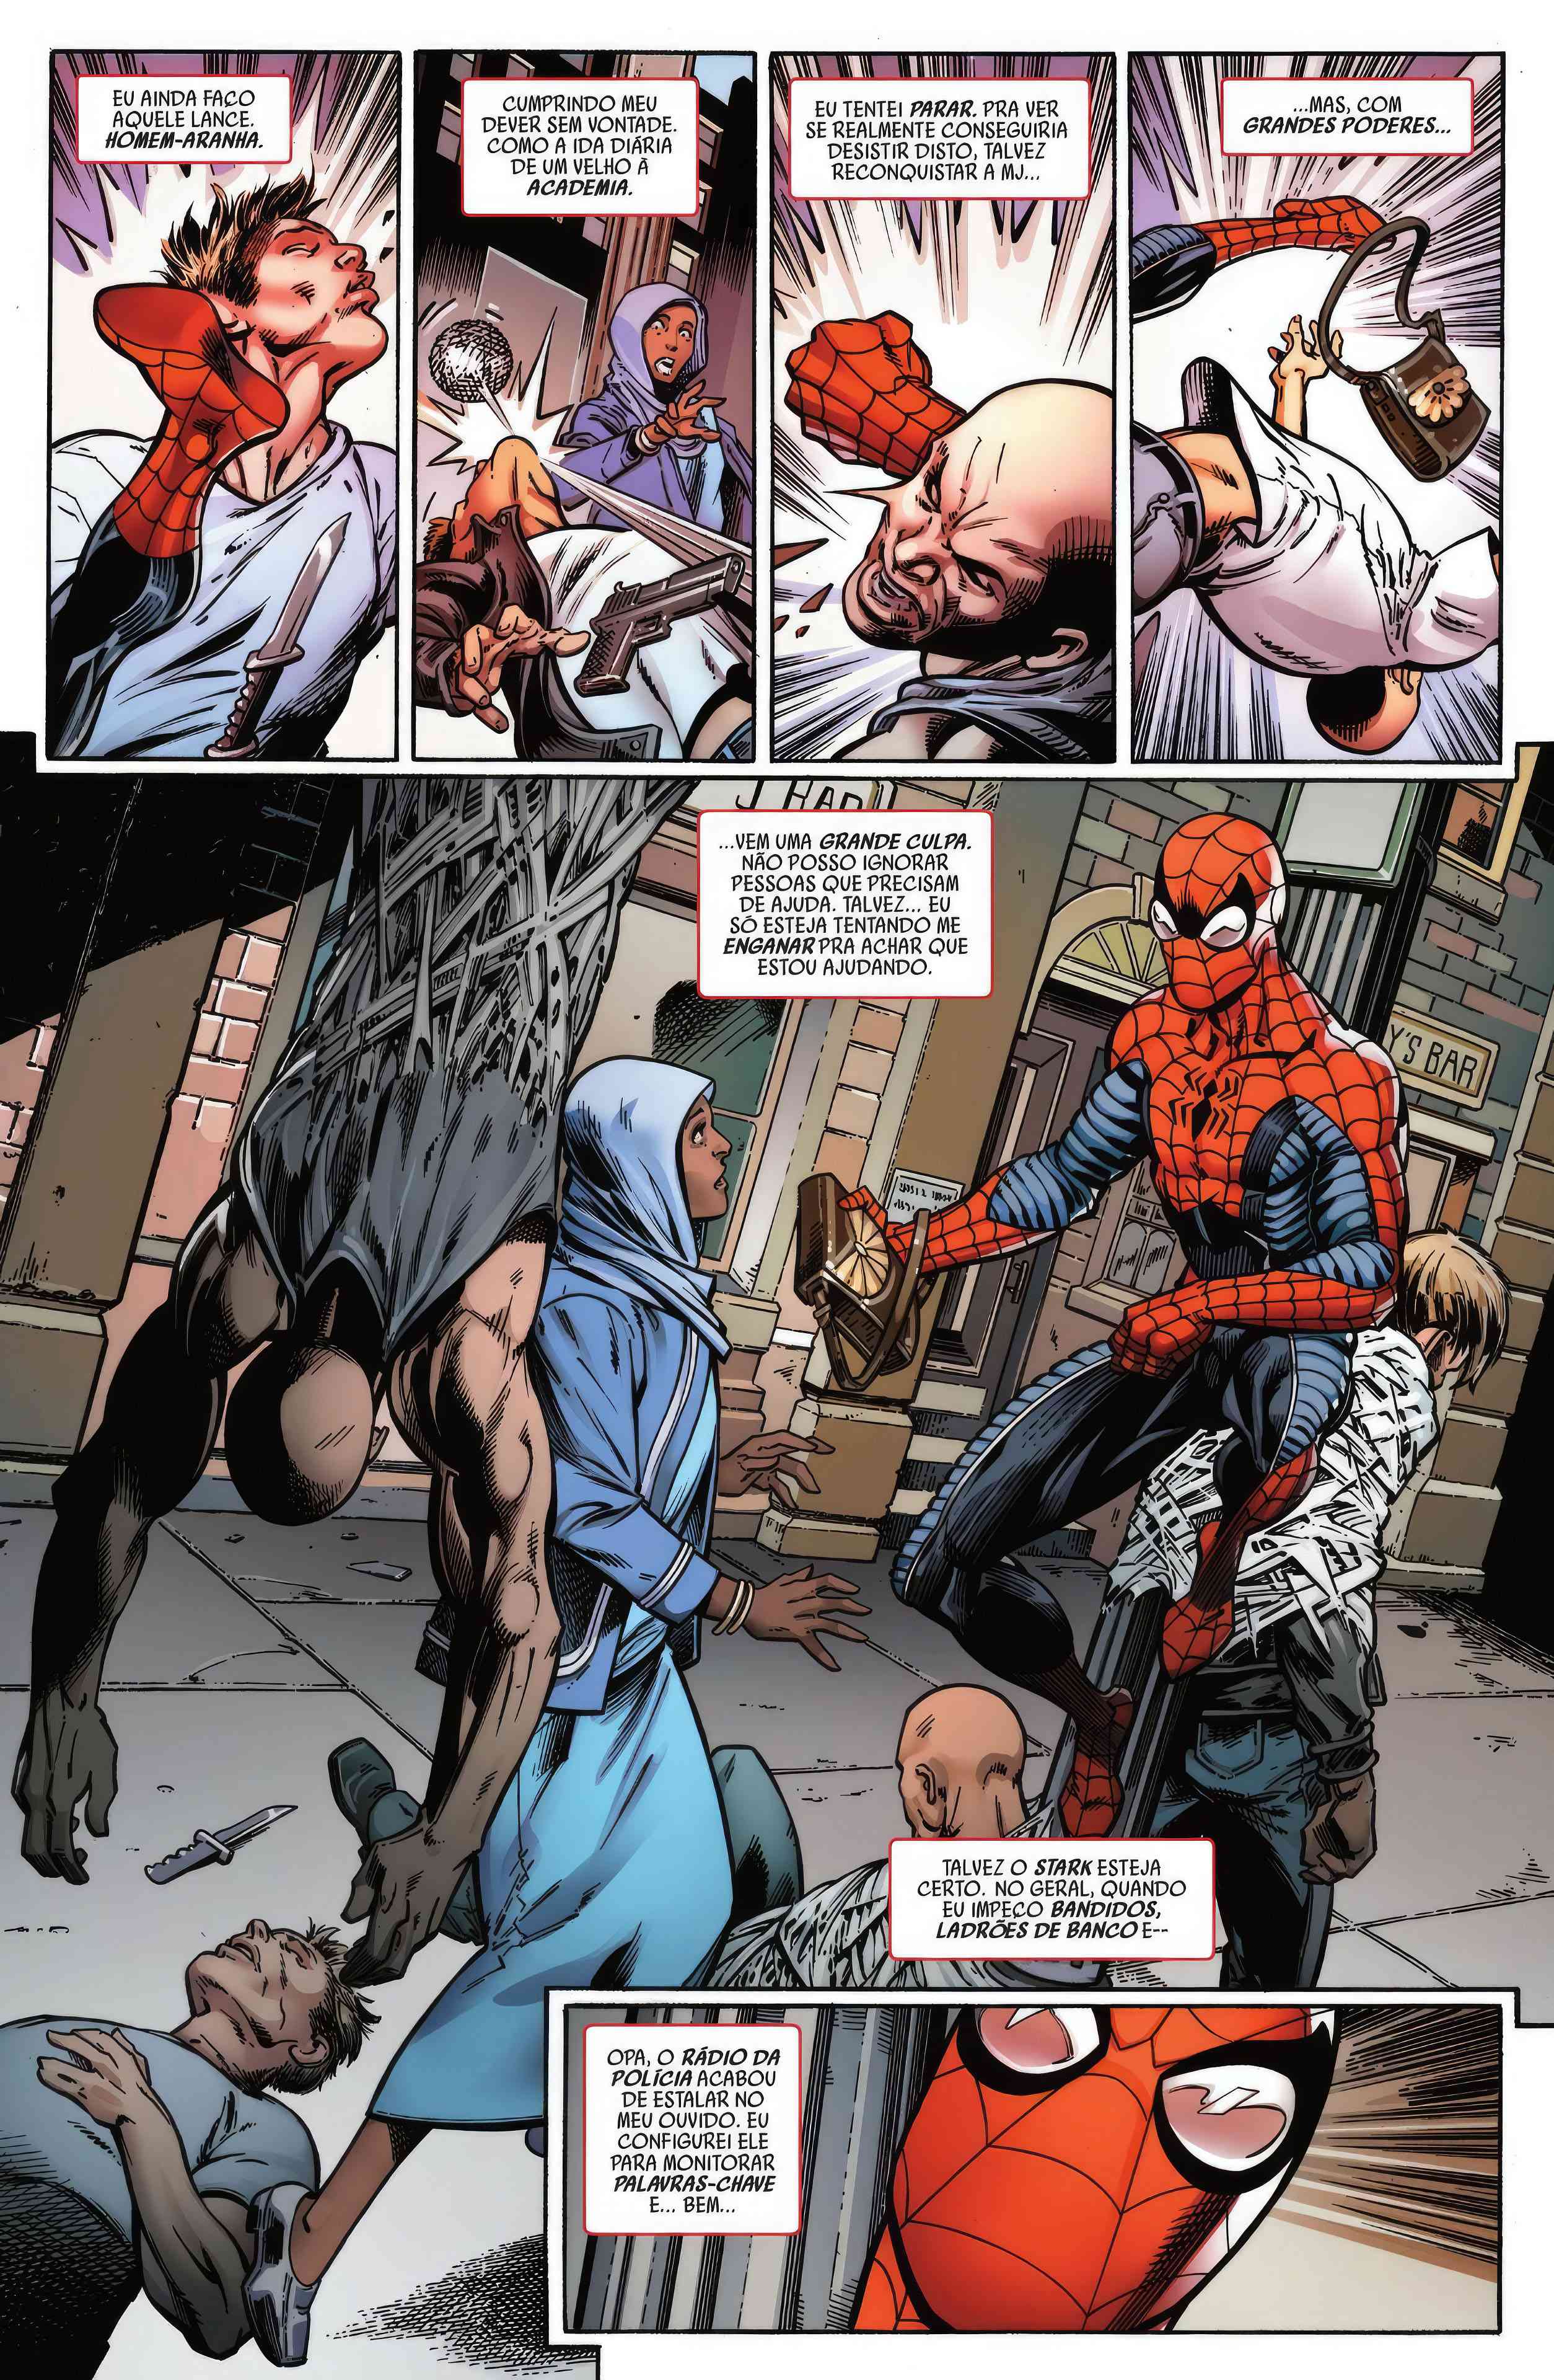 EU AINDA FAÇO
AQUELE LANCE.
HOMEM-ARANHA.
CUMPRINDO MEU
DEVER SEM VONTADE.
COMO A IDA DIÁRIA
DE UM VELHO À
ACADEMIA.
EU TENTEI PARAR. PRA VER
SE REALMENTE CONSEGUIRIA
DESISTIR DISTO, TALVEZ
RECONQUISTAR A MJ...
...MAS, COM
GRANDES PODERES...
...VEM UMA GRANDE CULPA.
NÃO POSSO IGNORAR
PESSOAS QUE PRECISAM
DE AJUDA. TALVEZ... EU
SÓ ESTEJA TENTANDO ME
ENGANAR PRA ACHAR QUE
ESTOU AJUDANDO.
Y'S BAR
TALVEZ O STARK ESTEJA
CERTO. NO GERAL, QUANDO
EU IMPEÇO BANDIDOS,
LADRÕES DE BANCO E--
OPA, O RÁDIO DA
POLÍCIA ACABOU
DE ESTALAR NO
MEU OUVIDO. EU
CONFIGUREI ELE
PARA MONITORAR
PALAVRAS-CHAVE
E... BEM...